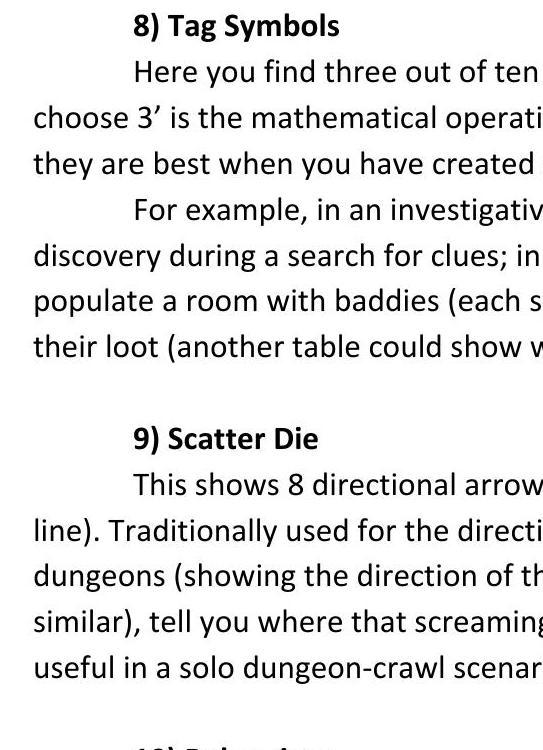 8) Tag Symbols
Here you find three out of ten
choose 3’ is the mathematical operati
they are best when you have created
For example, in an investigativ
discovery during a search for clues; in
populate a room with baddies (each s
their loot (another table could show w
9) Scatter Die
This shows 8 directional arrow
line). Traditionally used for the directi
dungeons (showing the direction of th
similar), tell you where that screaming
useful in a solo dungeon-crawl scenar